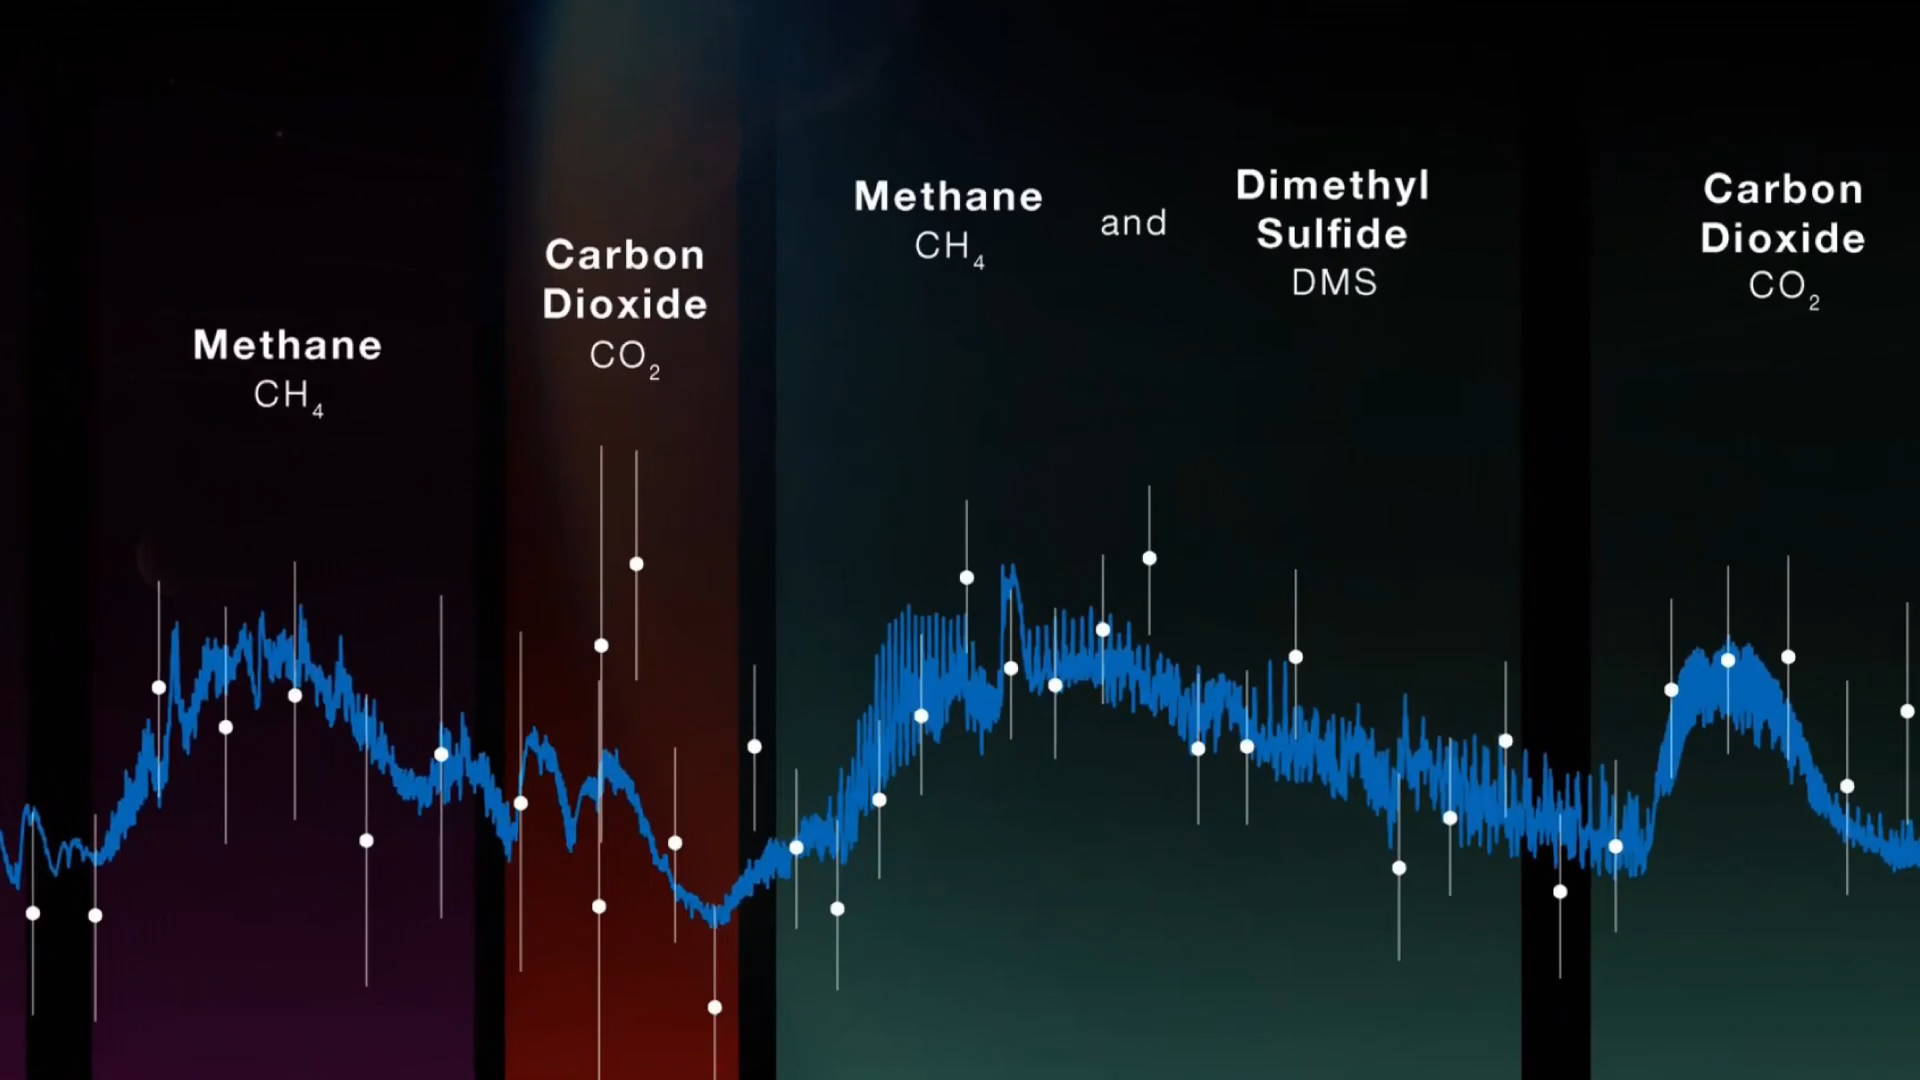 Methane
CH₄
Carbon
Dioxide
CO₂
Methane
CH₄
and
Dimethyl
Sulfide
DMS
Carbon
Dioxide
CO₂